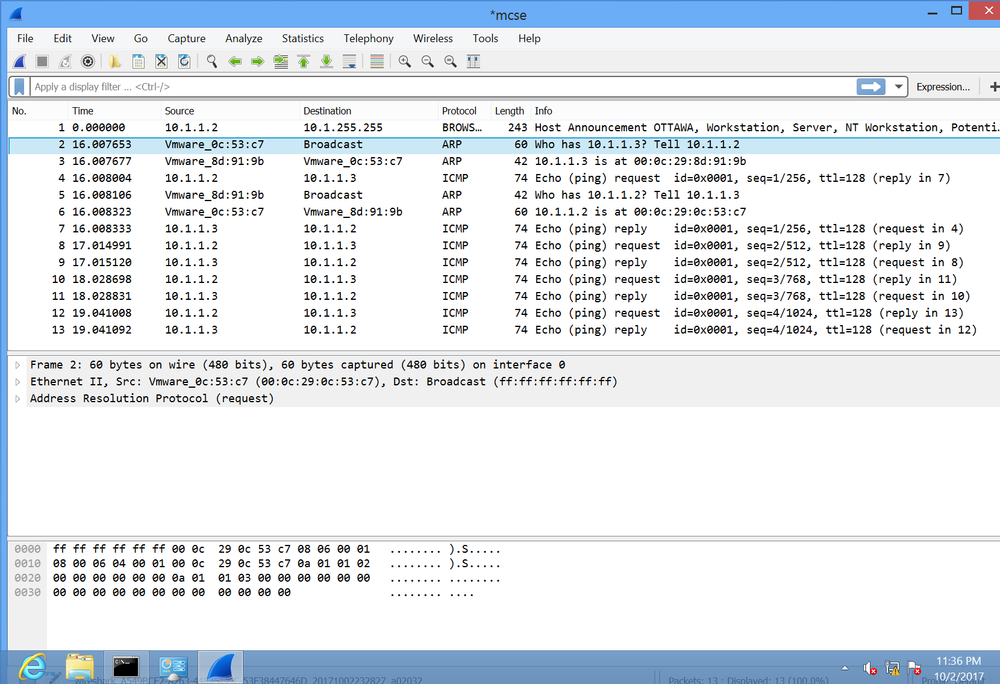 *mcse
File Edit View Go Capture Analyze Statistics Telephony Wireless Tools Help
Apply a display filter ... <Ctrl-/> Expression...
No. Time Source Destination Protocol Length Info
1 0.000000 10.1.1.2 10.1.255.255 BROWS... 243 Host Announcement OTTAWA, Workstation, Server, NT Workstation, Potenti...
2 16.007653 Vmware_0c:53:c7 Broadcast ARP 60 Who has 10.1.1.3? Tell 10.1.1.2
3 16.007677 Vmware_8d:91:9b Vmware_0c:53:c7 ARP 42 10.1.1.3 is at 00:0c:29:8d:91:9b
4 16.008004 10.1.1.2 10.1.1.3 ICMP 74 Echo (ping) request id=0x0001, seq=1/256, ttl=128 (reply in 7)
5 16.008106 Vmware_8d:91:9b Broadcast ARP 42 Who has 10.1.1.2? Tell 10.1.1.3
6 16.008323 Vmware_0c:53:c7 Vmware_8d:91:9b ARP 60 10.1.1.2 is at 00:0c:29:0c:53:c7
7 16.008333 10.1.1.3 10.1.1.2 ICMP 74 Echo (ping) reply id=0x0001, seq=1/256, ttl=128 (request in 4)
8 17.014991 10.1.1.2 10.1.1.3 ICMP 74 Echo (ping) request id=0x0001, seq=2/512, ttl=128 (reply in 9)
9 17.015120 10.1.1.3 10.1.1.2 ICMP 74 Echo (ping) reply id=0x0001, seq=2/512, ttl=128 (request in 8)
10 18.028698 10.1.1.2 10.1.1.3 ICMP 74 Echo (ping) request id=0x0001, seq=3/768, ttl=128 (reply in 11)
11 18.028831 10.1.1.3 10.1.1.2 ICMP 74 Echo (ping) reply id=0x0001, seq=3/768, ttl=128 (request in 10)
12 19.041008 10.1.1.2 10.1.1.3 ICMP 74 Echo (ping) request id=0x0001, seq=4/1024, ttl=128 (reply in 13)
13 19.041092 10.1.1.3 10.1.1.2 ICMP 74 Echo (ping) reply id=0x0001, seq=4/1024, ttl=128 (request in 12)
Frame 2: 60 bytes on wire (480 bits), 60 bytes captured (480 bits) on interface 0
Ethernet II, Src: Vmware_0c:53:c7 (00:0c:29:0c:53:c7), Dst: Broadcast (ff:ff:ff:ff:ff:ff)
Address Resolution Protocol (request)
0000 ff ff ff ff ff ff 00 0c 29 0c 53 c7 08 06 00 01 ........ ).S.....
0010 08 00 06 04 00 01 00 0c 29 0c 53 c7 0a 01 01 02 ........ ).S.....
0020 00 00 00 00 00 00 0a 01 01 03 00 00 00 00 00 00 ........ ........
0030 00 00 00 00 00 00 00 00 00 00 00 00 ........ ....
C:\_
11:36 PM
10/2/2017
Packets: 13 · Displayed: 13 (100.0%)